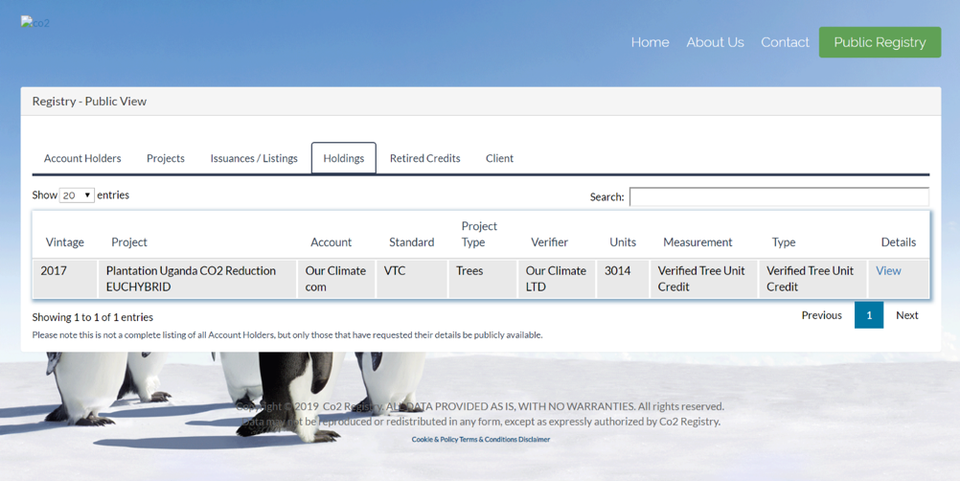 co2
Home About Us Contact Public Registry
Registry - Public View
Account Holders Projects Issuances / Listings Holdings Retired Credits Client
Show 20 entries Search:
Vintage Project Account Standard Project Type Verifier Units Measurement Type Details
2017 Plantation Uganda CO2 Reduction EUCHYBRID Our Climate com VTC Trees Our Climate LTD 3014 Verified Tree Unit Credit Verified Tree Unit Credit View
Showing 1 to 1 of 1 entries Previous 1 Next
Please note this is not a complete listing of all Account Holders, but only those that have requested their details be publicly available.
Copyright © 2019 Co2 Registry. ALL DATA PROVIDED AS IS, WITH NO WARRANTIES. All rights reserved.
Data may not be reproduced or redistributed in any form, except as expressly authorized by Co2 Registry.
Cookie & Policy Terms & Conditions Disclaimer